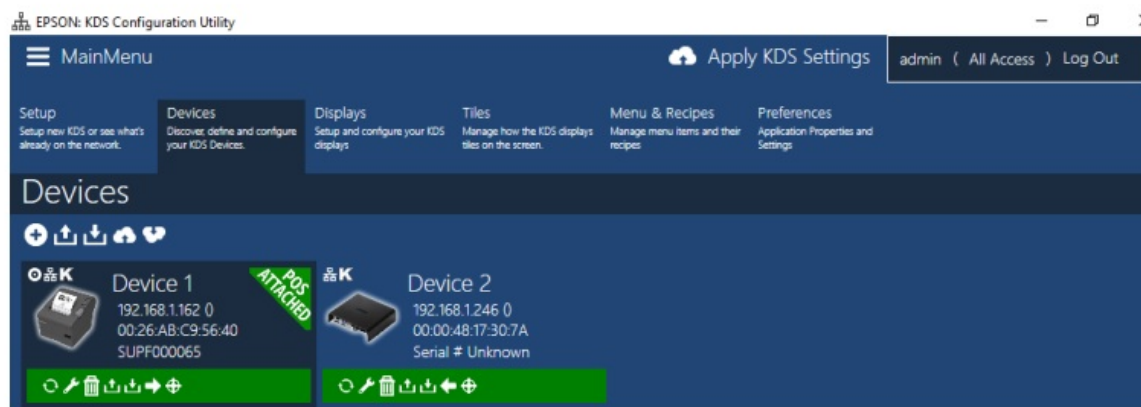 EPSON: KDS Configuration Utility
MainMenu
Apply KDS Settings
admin ( All Access ) Log Out
Setup
Setup new KDS or see what's
already on the network.
Devices
Discover, define and configure
your KDS Devices.
Displays
Setup and configure your KDS
displays
Tiles
Manage how the KDS displays
tiles on the screen.
Menu & Recipes
Manage menu items and their
recipes
Preferences
Application Properties and
Settings
Devices
K
Device 1
192.168.1.162 ()
00:26:AB:C9:56:40
SUPF000065
POS
ATTACHED
K
Device 2
192.168.1.246 ()
00:00:48:17:30:7A
Serial # Unknown